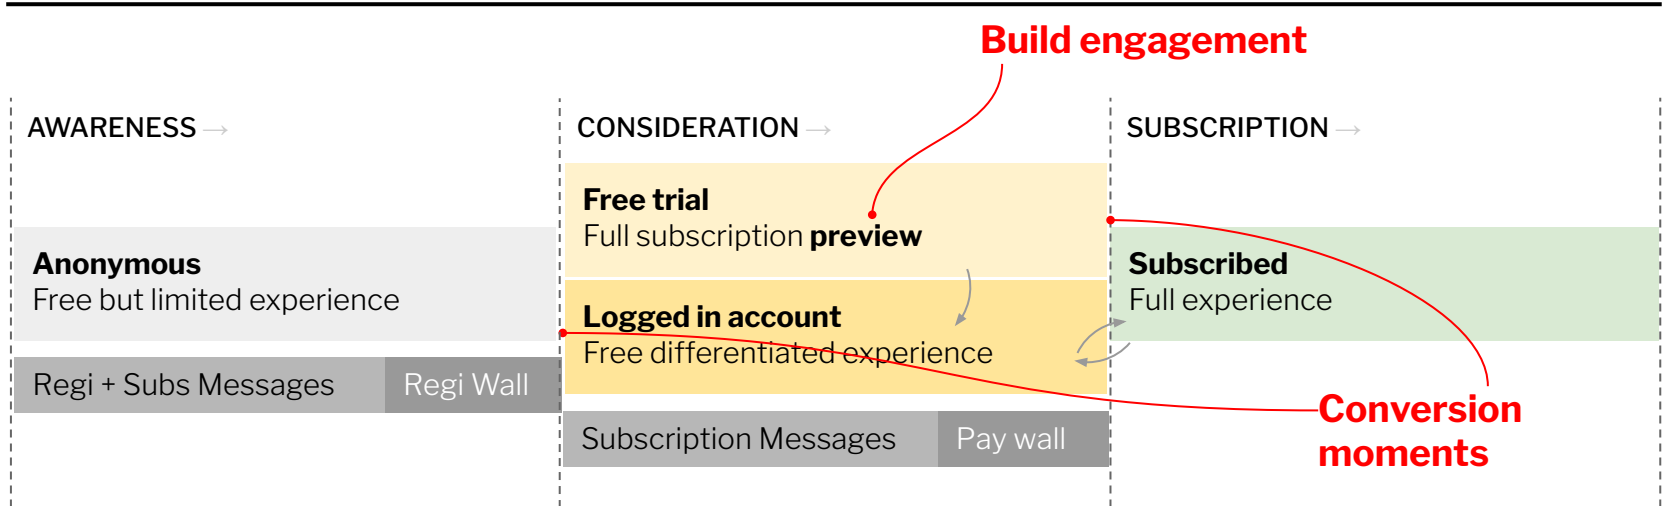 Build engagement
AWARENESS →
CONSIDERATION →
SUBSCRIPTION →
Free trial
Full subscription preview
Anonymous
Free but limited experience
Logged in account
Free differentiated experience
Subscribed
Full experience
Regi + Subs Messages
Regi Wall
Subscription Messages
Pay wall
Conversion
moments